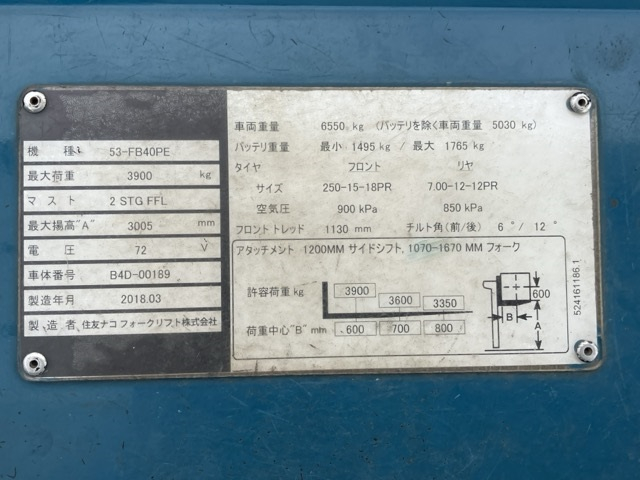 機 種 53-FB40PE
最大荷重 3900 kg
マスト 2 STG FFL
最大揚高"A" 3005 mm
電 圧 72 V
車体番号 B4D-00189
製造年月 2018.03
製造者 住友ナコ フォークリフト株式会社
車両重量 6550 kg (バッテリを除く車両重量 5030 kg)
バッテリ重量 最小 1495 kg / 最大 1765 kg
タイヤ フロント リヤ
サイズ 250-15-18PR 7.00-12-12PR
空気圧 900 kPa 850 kPa
フロント トレッド 1130 mm チルト角(前/後) 6 °/ 12 °
アタッチメント 1200MM サイドシフト, 1070-1670 MM フォーク
許容荷重 kg 3900 3600 3350
荷重中心"B" mm 600 700 800
600
B A
524161186.1